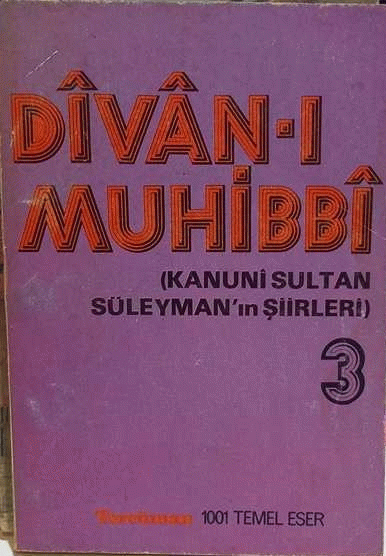 DÎVÂN·I
MUHİBBÎ
(KANUNÎ SULTAN
SÜLEYMAN'ın ŞİİRLERİ)
3
Tercüman 1001 TEMEL ESER